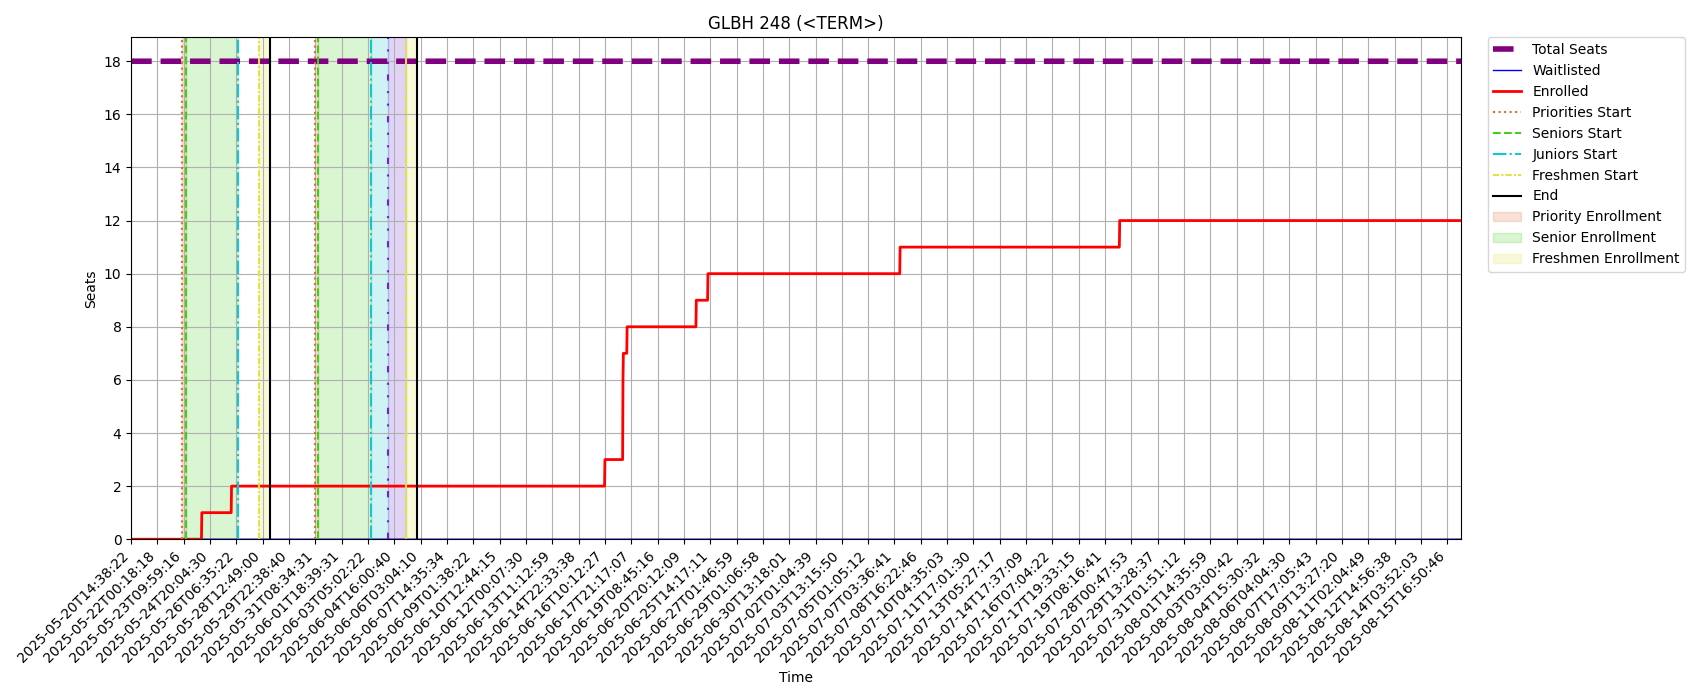 GLBH 248 (<TERM>)
Seats
18
16
14
12
10
8
6
4
2
0
2025-05-20T14:38:22
2025-05-22T00:18:18
2025-05-23T09:59:16
2025-05-24T20:04:30
2025-05-26T06:35:22
2025-05-28T12:49:00
2025-05-29T22:38:40
2025-05-31T08:34:31
2025-06-01T18:39:31
2025-06-03T05:02:22
2025-06-04T16:00:40
2025-06-06T03:04:10
2025-06-07T14:35:34
2025-06-09T01:38:22
2025-06-10T12:44:15
2025-06-12T00:07:30
2025-06-13T11:12:59
2025-06-14T22:33:38
2025-06-16T10:12:27
2025-06-17T21:17:07
2025-06-19T08:45:16
2025-06-20T20:12:09
2025-06-25T14:17:11
2025-06-27T01:46:59
2025-06-29T01:06:58
2025-06-30T13:18:01
2025-07-02T01:04:39
2025-07-03T13:15:50
2025-07-05T01:05:12
2025-07-07T03:36:41
2025-07-08T16:22:46
2025-07-10T04:35:03
2025-07-11T17:01:30
2025-07-13T05:27:17
2025-07-14T17:37:09
2025-07-16T07:04:22
2025-07-17T19:33:15
2025-07-19T08:16:41
2025-07-28T00:47:53
2025-07-29T13:28:37
2025-07-31T01:51:12
2025-08-01T14:35:59
2025-08-03T03:00:42
2025-08-04T15:30:32
2025-08-06T04:04:30
2025-08-07T17:05:43
2025-08-09T13:27:20
2025-08-11T02:04:49
2025-08-12T14:56:38
2025-08-14T03:52:03
2025-08-15T16:50:46
Time
Total Seats
Waitlisted
Enrolled
Priorities Start
Seniors Start
Juniors Start
Freshmen Start
End
Priority Enrollment
Senior Enrollment
Freshmen Enrollment